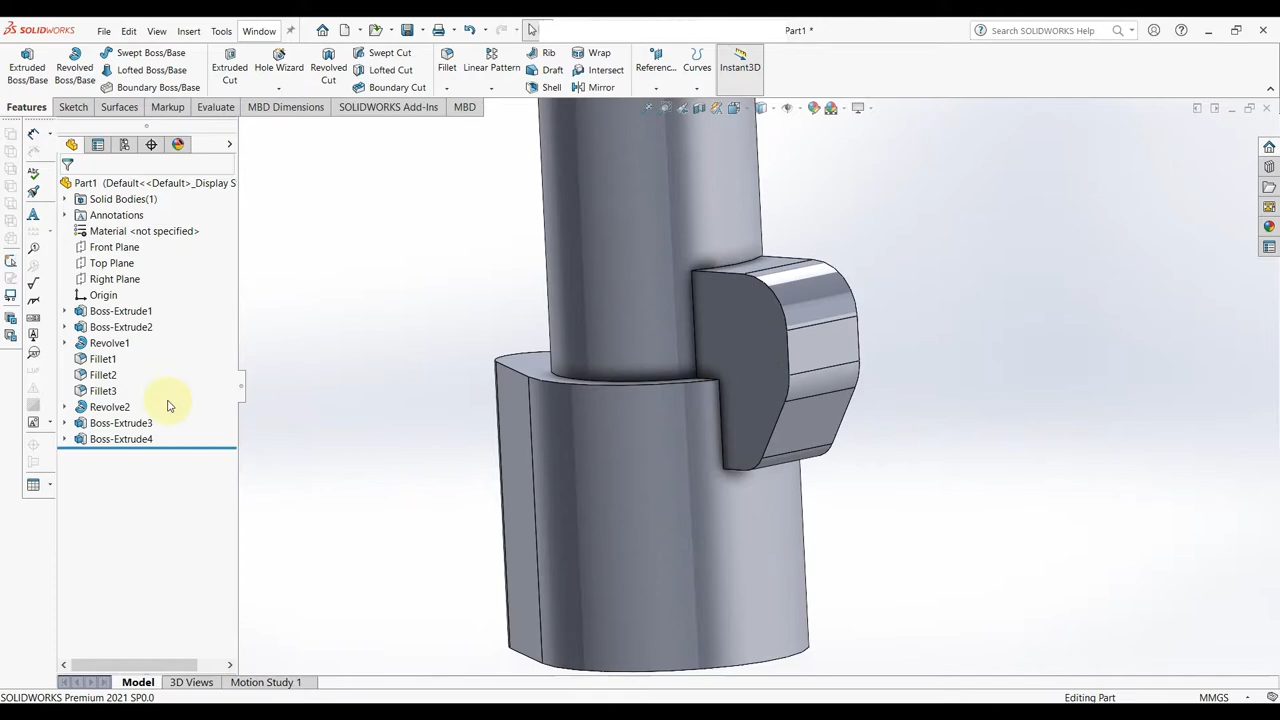 SOLIDWORKS File Edit View Insert Tools Window Part1 * Search SOLIDWORKS Help
Extruded Boss/Base
Revolved Boss/Base
Swept Boss/Base
Lofted Boss/Base
Boundary Boss/Base
Extruded Cut
Hole Wizard
Revolved Cut
Swept Cut
Lofted Cut
Boundary Cut
Fillet
Linear Pattern
Rib
Draft
Shell
Wrap
Intersect
Mirror
Referenc...
Curves
Instant3D
Features Sketch Surfaces Markup Evaluate MBD Dimensions SOLIDWORKS Add-Ins MBD
Part1 (Default<<Default>_Display S
Solid Bodies(1)
Annotations
Material <not specified>
Front Plane
Top Plane
Right Plane
Origin
Boss-Extrude1
Boss-Extrude2
Revolve1
Fillet1
Fillet2
Fillet3
Revolve2
Boss-Extrude3
Boss-Extrude4
Model 3D Views Motion Study 1
SOLIDWORKS Premium 2021 SP0.0 Editing Part MMGS